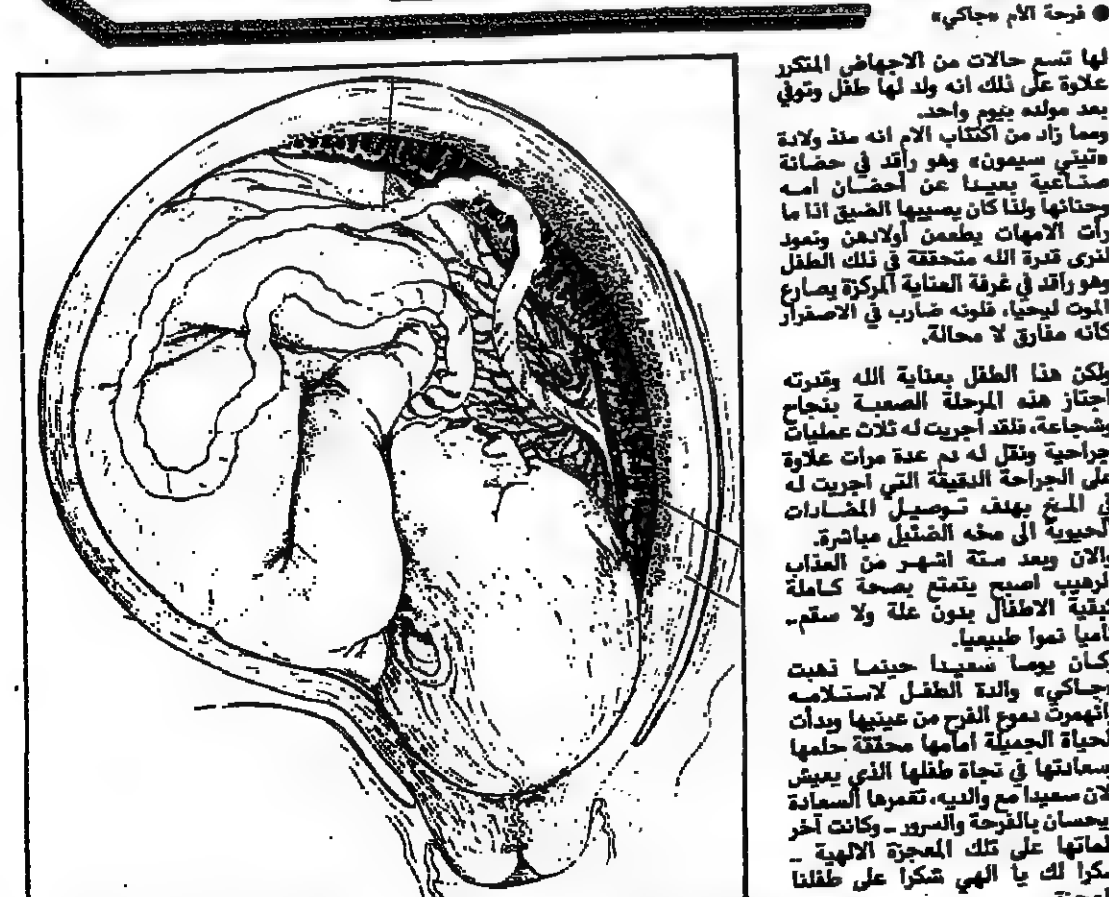 ● فرحة الأم «جاكي»
لها تسع حالات من الاجهاض المتكرر
علاوة على ذلك انه ولد لها طفل وتوفي
بعد مولده بيوم واحد.
ومما زاد من اكتئاب الام انه منذ ولادة
«تيتي سيمون» وهو راقد في حضانة
صناعية بعيدا عن أحضان امه
وحنانها ولذا كان يصيبها الضيق اذا ما
رأت الامهات يطعمن أولادهن ونعود
لنرى قدرة الله متحققة في ذلك الطفل
وهو راقد في غرفة العناية المركزة يصارع
الموت ليحيا، فلونه ضارب في الاصفرار
كأنه مفارق لا محالة.
ولكن هذا الطفل بعناية الله وقدرته
اجتاز هذه المرحلة الصعبة بنجاح
وشجاعة، فلقد أجريت له ثلاث عمليات
جراحية ونقل له دم عدة مرات علاوة
على الجراحة الدقيقة التي اجريت له
في المخ بهدف توصيل المضادات
الحيوية الى مخه الضئيل مباشرة.
والان وبعد ستة اشهر من العذاب
الرهيب اصبح يتمتع بصحة كاملة
كبقية الاطفال بدون علة ولا سقم ـ
ناميا نموا طبيعيا.
كان يوما سعيدا حينما ذهبت
«جاكي» والدة الطفل لاستلامه
وانهمرت دموع الفرح من عينيها وبدأت
الحياة الجميلة امامها محققة حلمها
وسعادتها في نجاة طفلها الذي يعيش
الان سعيدا مع والديه، تغمرها السعادة
ويحسان بالفرحة والسرور ـ وكانت آخر
كلماتها على تلك المعجزة الالهية ـ
شكرا لك يا الهي شكرا على طفلنا